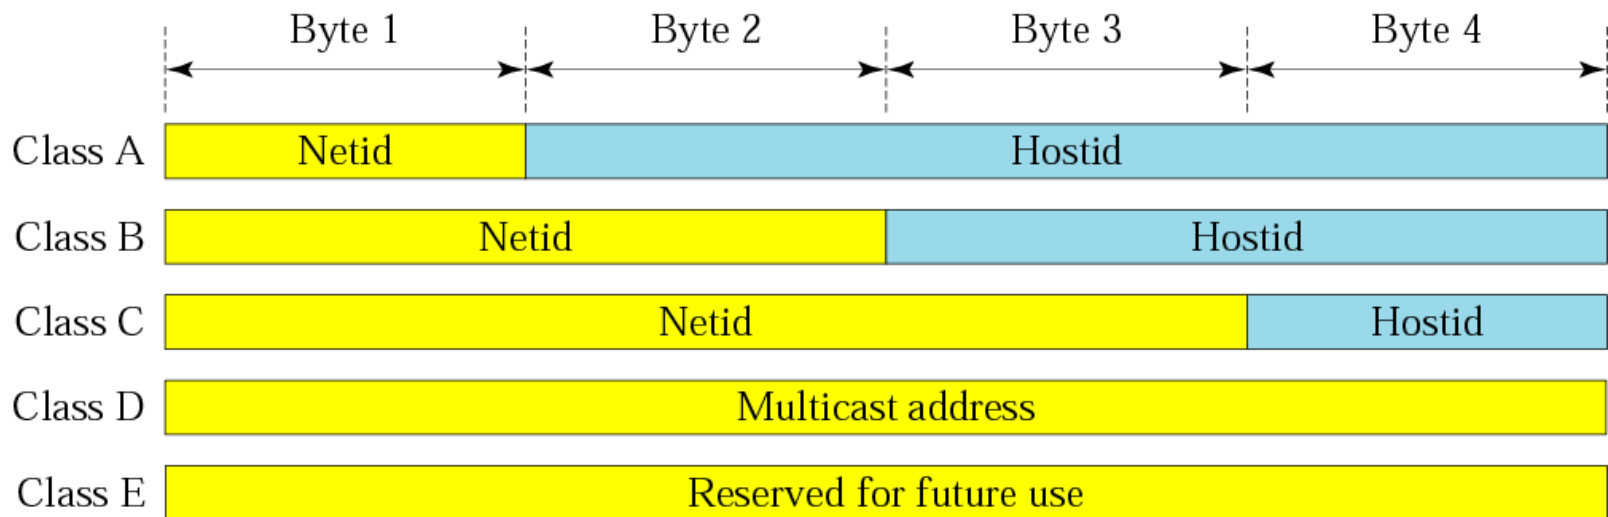 Byte 1 Byte 2 Byte 3 Byte 4
Class A Netid Hostid
Class B Netid Hostid
Class C Netid Hostid
Class D Multicast address
Class E Reserved for future use